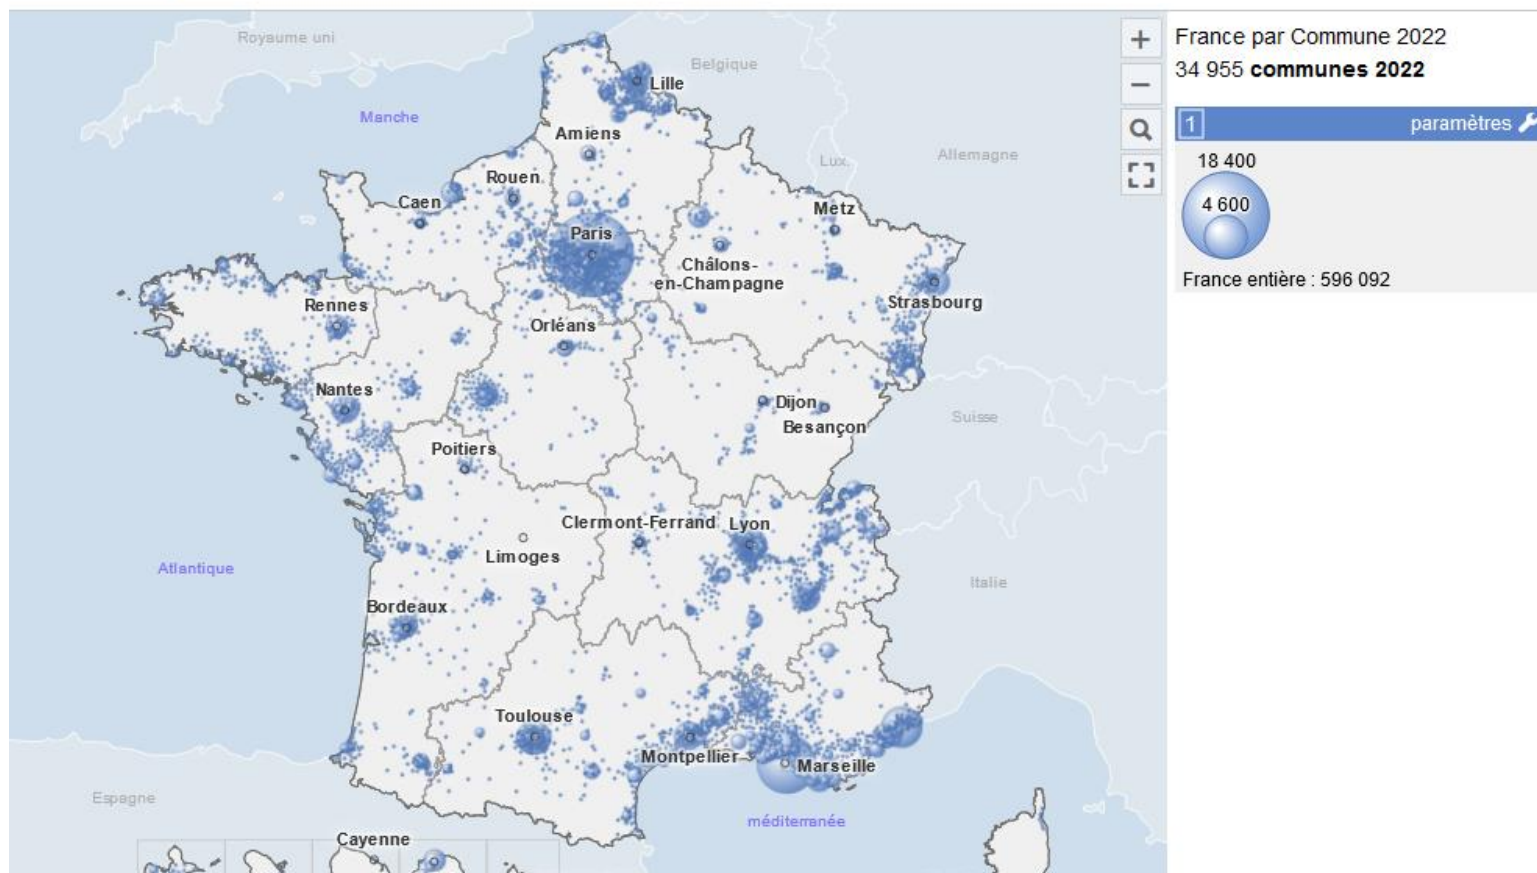 Royaume uni
Belgique
Lille
Manche
Amiens
Lux.
Allemagne
Rouen
Caen
Metz
Paris
Châlons-
en-Champagne
Strasbourg
Rennes
Orléans
Nantes
Dijon
Besançon
Suisse
Poitiers
Clermont-Ferrand
Lyon
Limoges
Atlantique
Italie
Bordeaux
Toulouse
Montpellier
Marseille
Espagne
méditerranée
Cayenne
+
−
France par Commune 2022
34 955 communes 2022
1
paramètres
18 400
4 600
France entière : 596 092